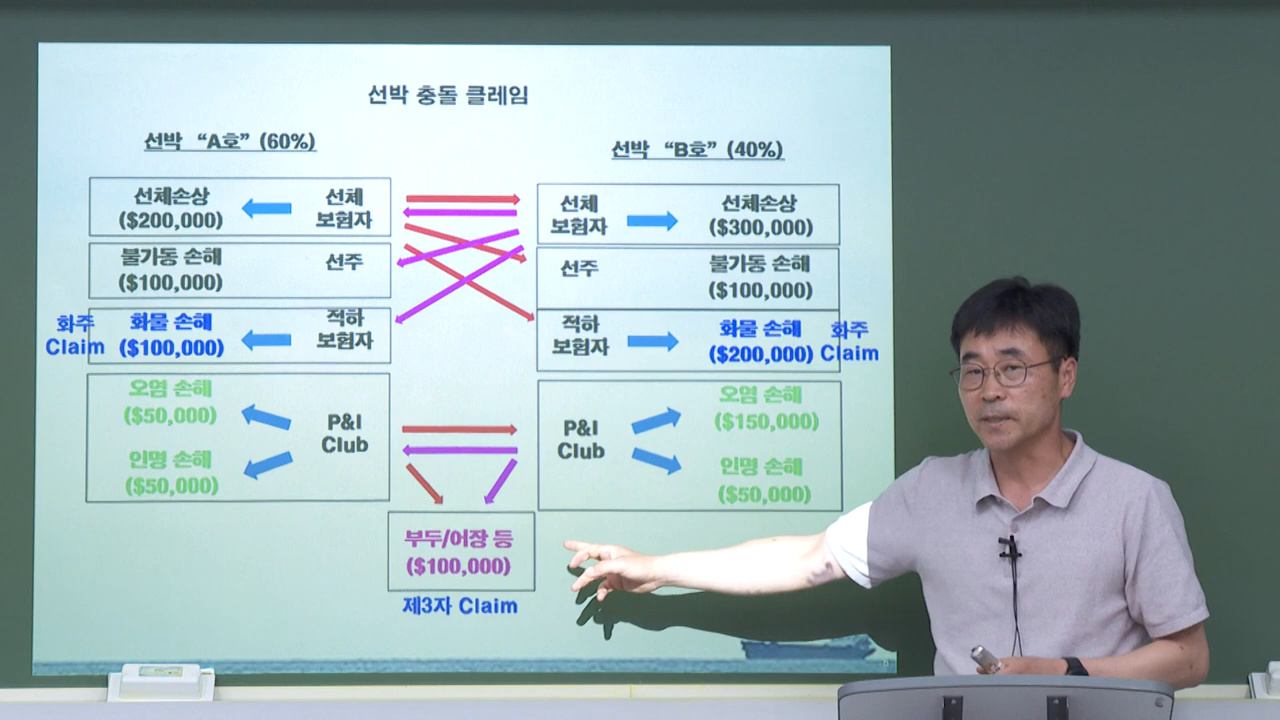 선박 충돌 클레임
선박 “A호” (60%)
선체손상
($200,000)
선체
보험자
불가동 손해
($100,000)
선주
화주
Claim
화물 손해
($100,000)
적하
보험자
오염 손해
($50,000)
인명 손해
($50,000)
P&I
Club
선박 “B호” (40%)
선체
보험자
선체손상
($300,000)
선주
불가동 손해
($100,000)
적하
보험자
화물 손해
($200,000)
화주
Claim
P&I
Club
오염 손해
($150,000)
인명 손해
($50,000)
부두/어장 등
($100,000)
제3자 Claim